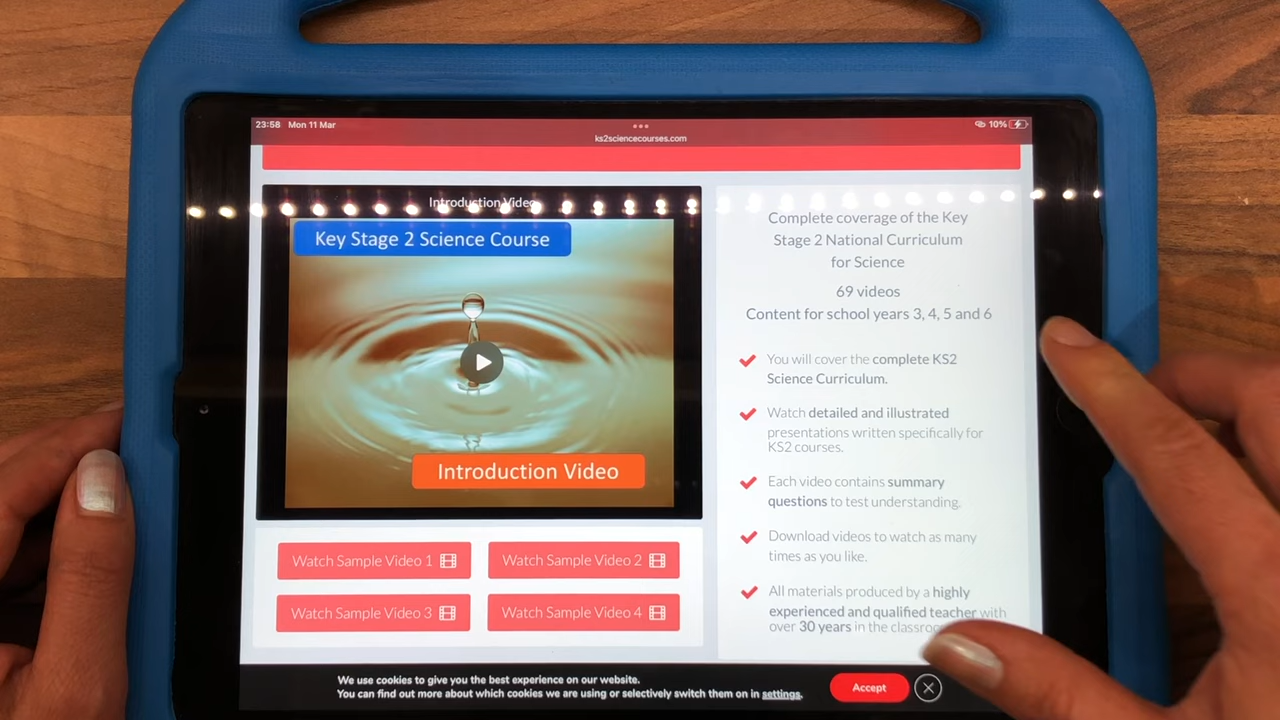 23:58 Mon 11 Mar
10%
ks2sciencecourses.com
Introduction Video
Key Stage 2 Science Course
Introduction Video
Watch Sample Video 1
Watch Sample Video 2
Watch Sample Video 3
Watch Sample Video 4
Complete coverage of the Key
Stage 2 National Curriculum
for Science
69 videos
Content for school years 3, 4, 5 and 6
You will cover the complete KS2
Science Curriculum.
Watch detailed and illustrated
presentations written specifically for
KS2 courses.
Each video contains summary
questions to test understanding.
Download videos to watch as many
times as you like.
All materials produced by a highly
experienced and qualified teacher with
over 30 years in the
We use cookies to give you the best experience on our website.
You can find out more about which cookies we are using or selectively switch them on in settings.
Accept